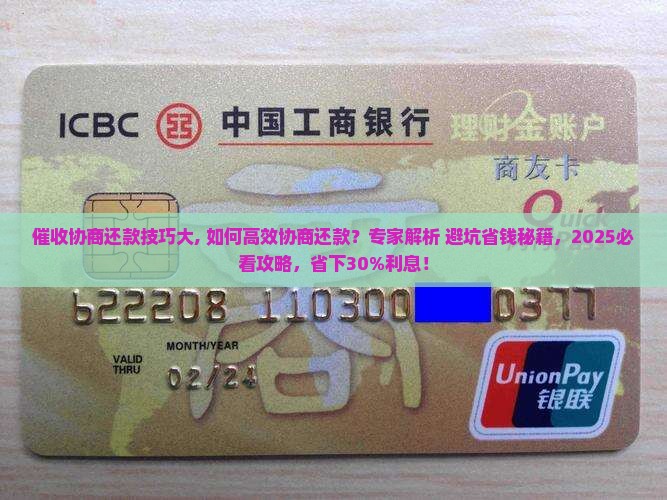 ICBC 中国工商银行 理财金账户
商友卡
Quick
催收协商还款技巧大, 如何高效协商还款？专家解析 避坑省钱秘籍，2025必
看攻略，省下30%利息！
622208 110300 0377
MONTH/YEAR
VALID
THRU
02/24
UnionPay
银联
商